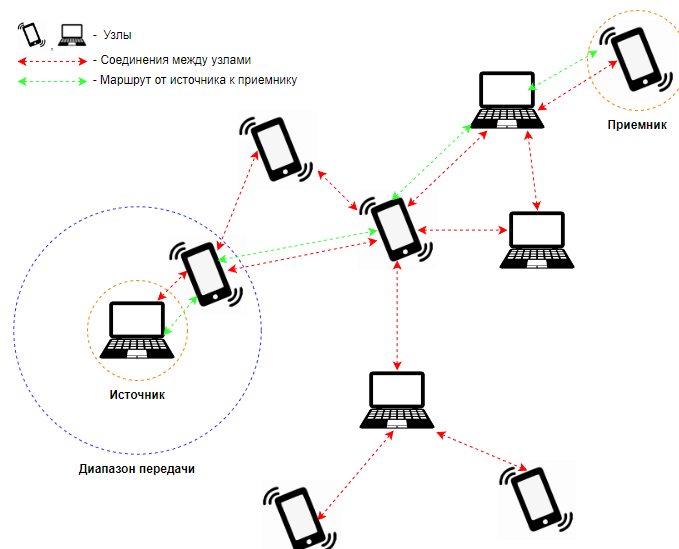 , - Узлы
- Соединения между узлами
- Маршрут от источника к приемнику
Приемник
Источник
Диапазон передачи